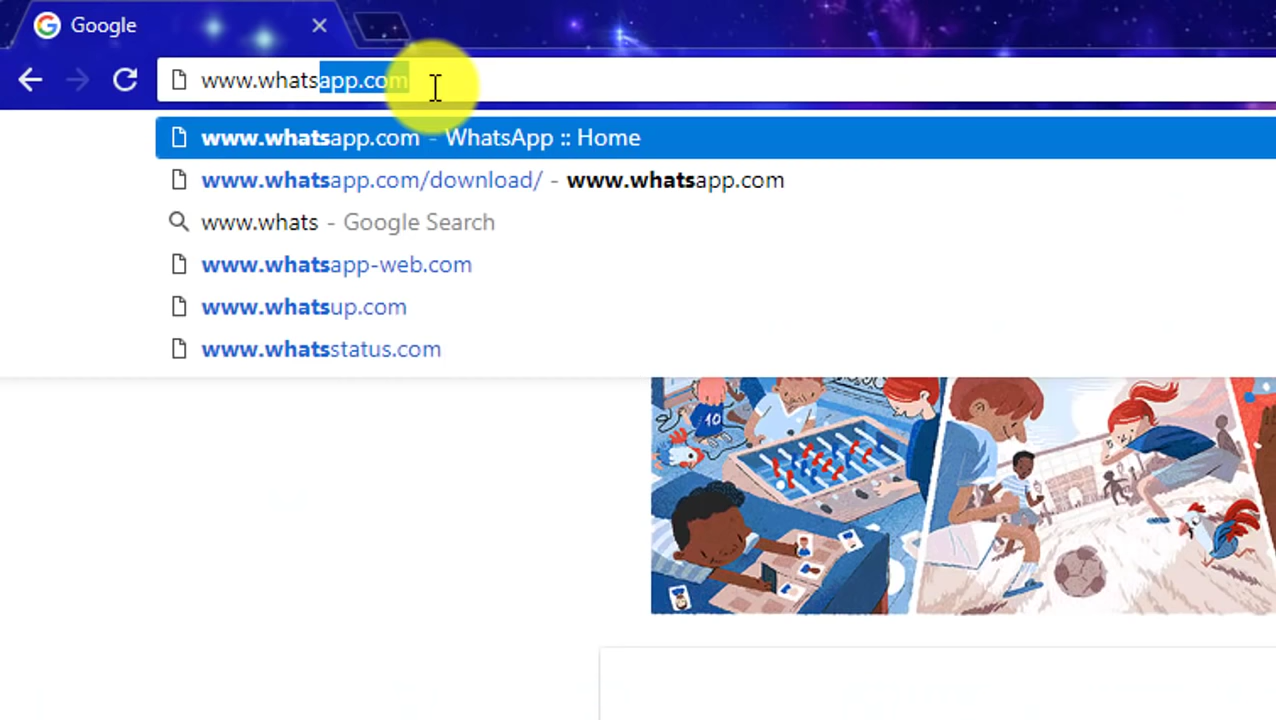 Google
www.whatsapp.com
www.whatsapp.com - WhatsApp :: Home
www.whatsapp.com/download/ - www.whatsapp.com
www.whats - Google Search
www.whatsapp-web.com
www.whatsup.com
www.whatsstatus.com
10